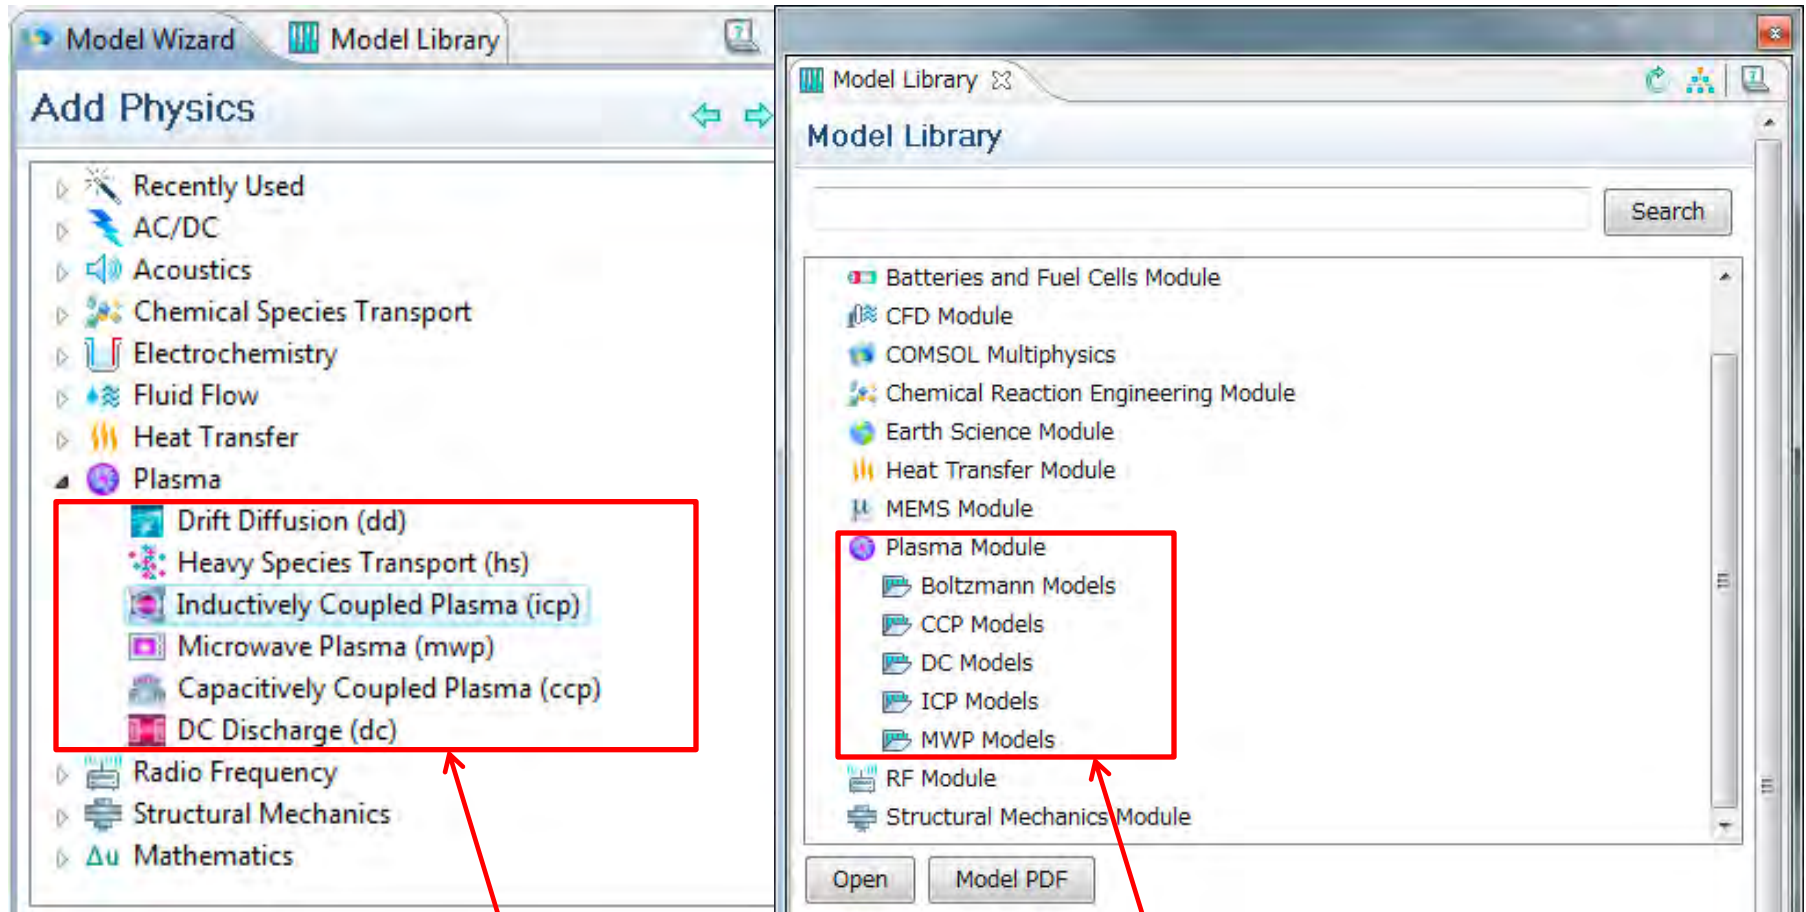 Model Wizard
Model Library
Add Physics
Recently Used
AC/DC
Acoustics
Chemical Species Transport
Electrochemistry
Fluid Flow
Heat Transfer
Plasma
Drift Diffusion (dd)
Heavy Species Transport (hs)
Inductively Coupled Plasma (icp)
Microwave Plasma (mwp)
Capacitively Coupled Plasma (ccp)
DC Discharge (dc)
Radio Frequency
Structural Mechanics
Δu Mathematics
Model Library
Model Library
Search
Batteries and Fuel Cells Module
CFD Module
COMSOL Multiphysics
Chemical Reaction Engineering Module
Earth Science Module
Heat Transfer Module
μ MEMS Module
Plasma Module
Boltzmann Models
CCP Models
DC Models
ICP Models
MWP Models
RF Module
Structural Mechanics Module
Open
Model PDF